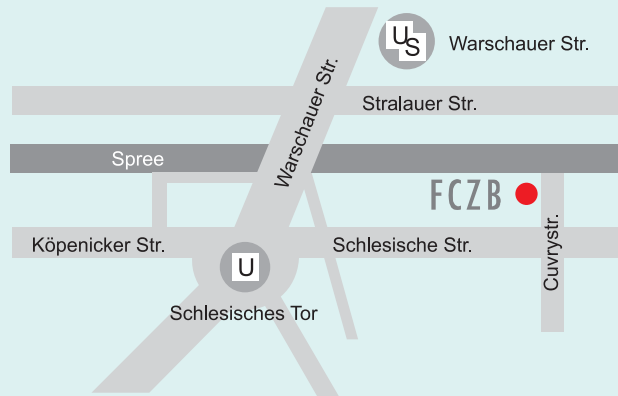 U
S
Warschauer Str.
Stralauer Str.
Warschauer Str.
Spree
FCZB
Köpenicker Str.
Schlesische Str.
Cuvrystr.
U
Schlesisches Tor